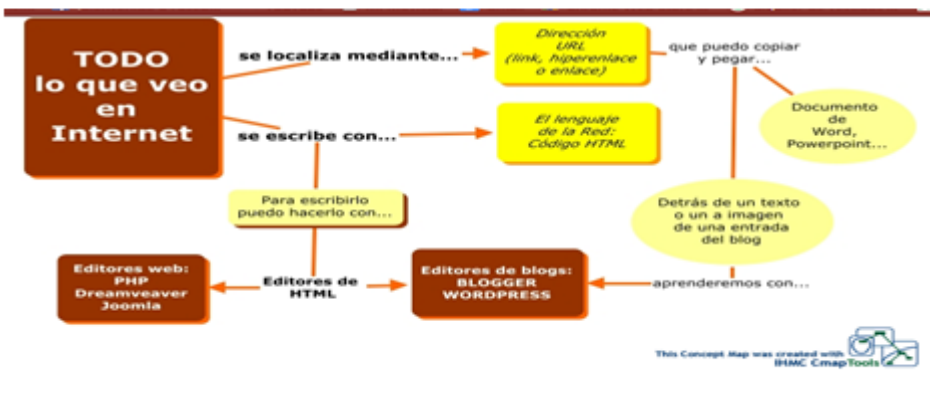 TODO
lo que veo
en
Internet
se localiza mediante...
Dirección
URL
(link, hiperenlace
o enlace)
que puedo copiar
y pegar...
Documento
de
Word,
Powerpoint...
se escribe con...
El lenguaje
de la Red:
Código HTML
Para escribirlo
puedo hacerlo con...
Detrás de un texto
o un a imagen
de una entrada
del blog
Editores web:
PHP
Dreamveaver
Joomla
Editores de
HTML
Editores de blogs:
BLOGGER
WORDPRESS
aprenderemos con...
This Concept Map was created with
IHMC CmapTools